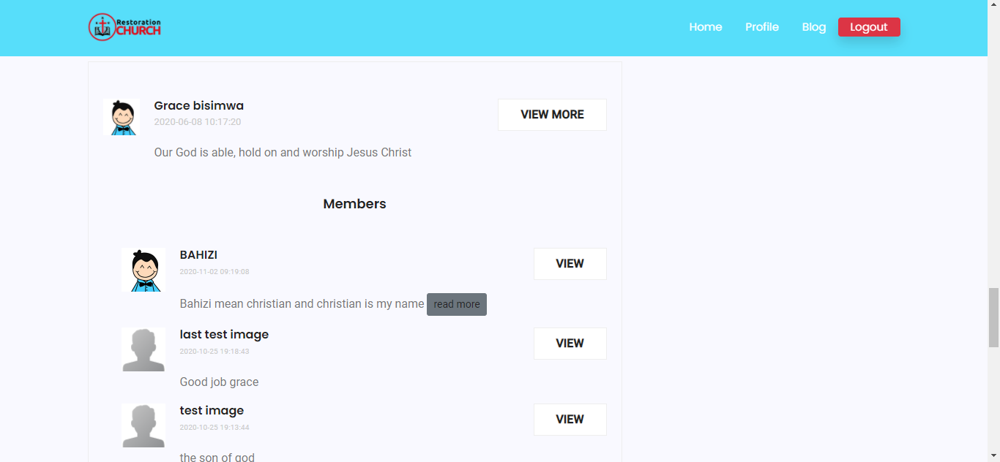 Restoration
CHURCH
Home Profile Blog Logout
Grace bisimwa
2020-06-08 10:17:20
VIEW MORE
Our God is able, hold on and worship Jesus Christ
Members
BAHIZI
2020-11-02 09:19:08
VIEW
Bahizi mean christian and christian is my name read more
last test image
2020-10-25 19:18:43
VIEW
Good job grace
test image
2020-10-25 19:13:44
VIEW
the son of god